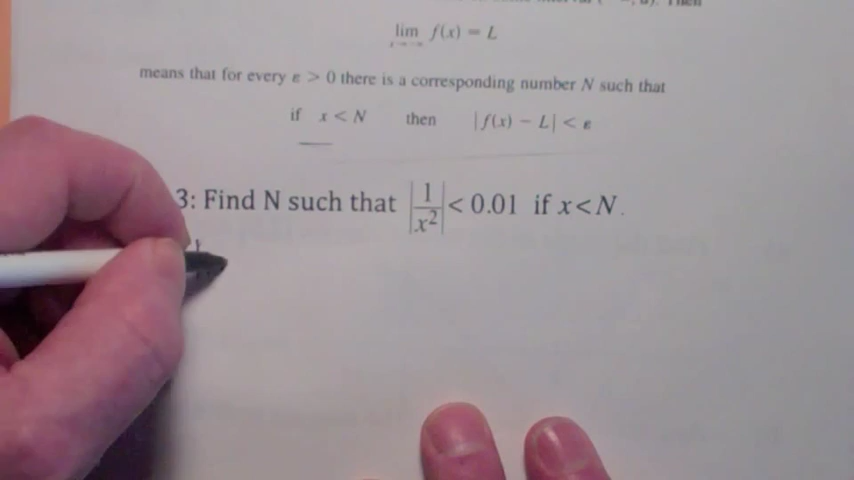 Then
lim f(x) = L
means that for every ε > 0 there is a corresponding number N such that
if x < N then |f(x) − L| < ε
3: Find N such that |1/x²| < 0.01 if x<N.